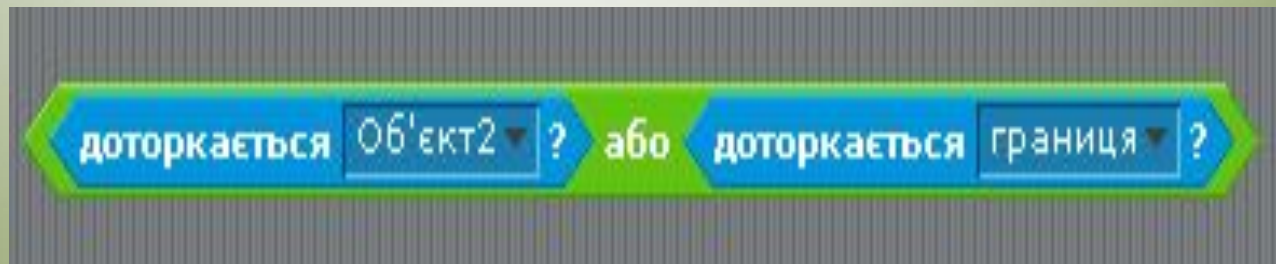 доторкається Об'єкт2 ? або доторкається границя ?